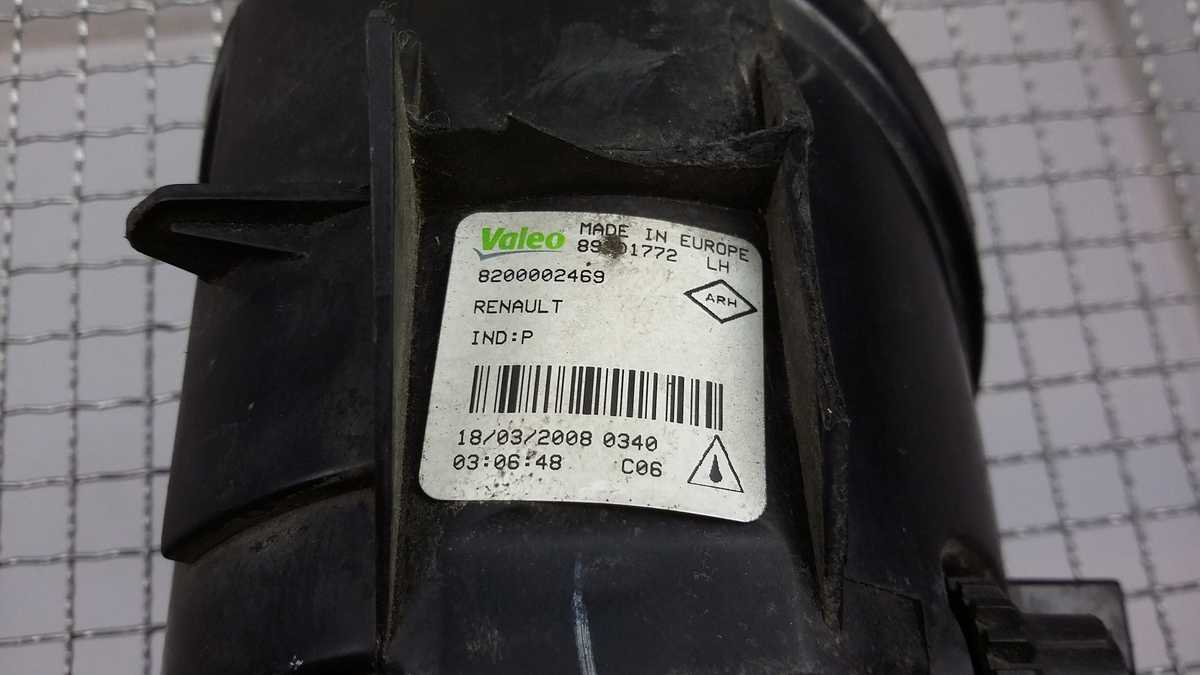 Valeo MADE IN EUROPE
LH
8200002469
ARH
RENAULT
IND:P
18/03/2008 0340
03:06:48 C06